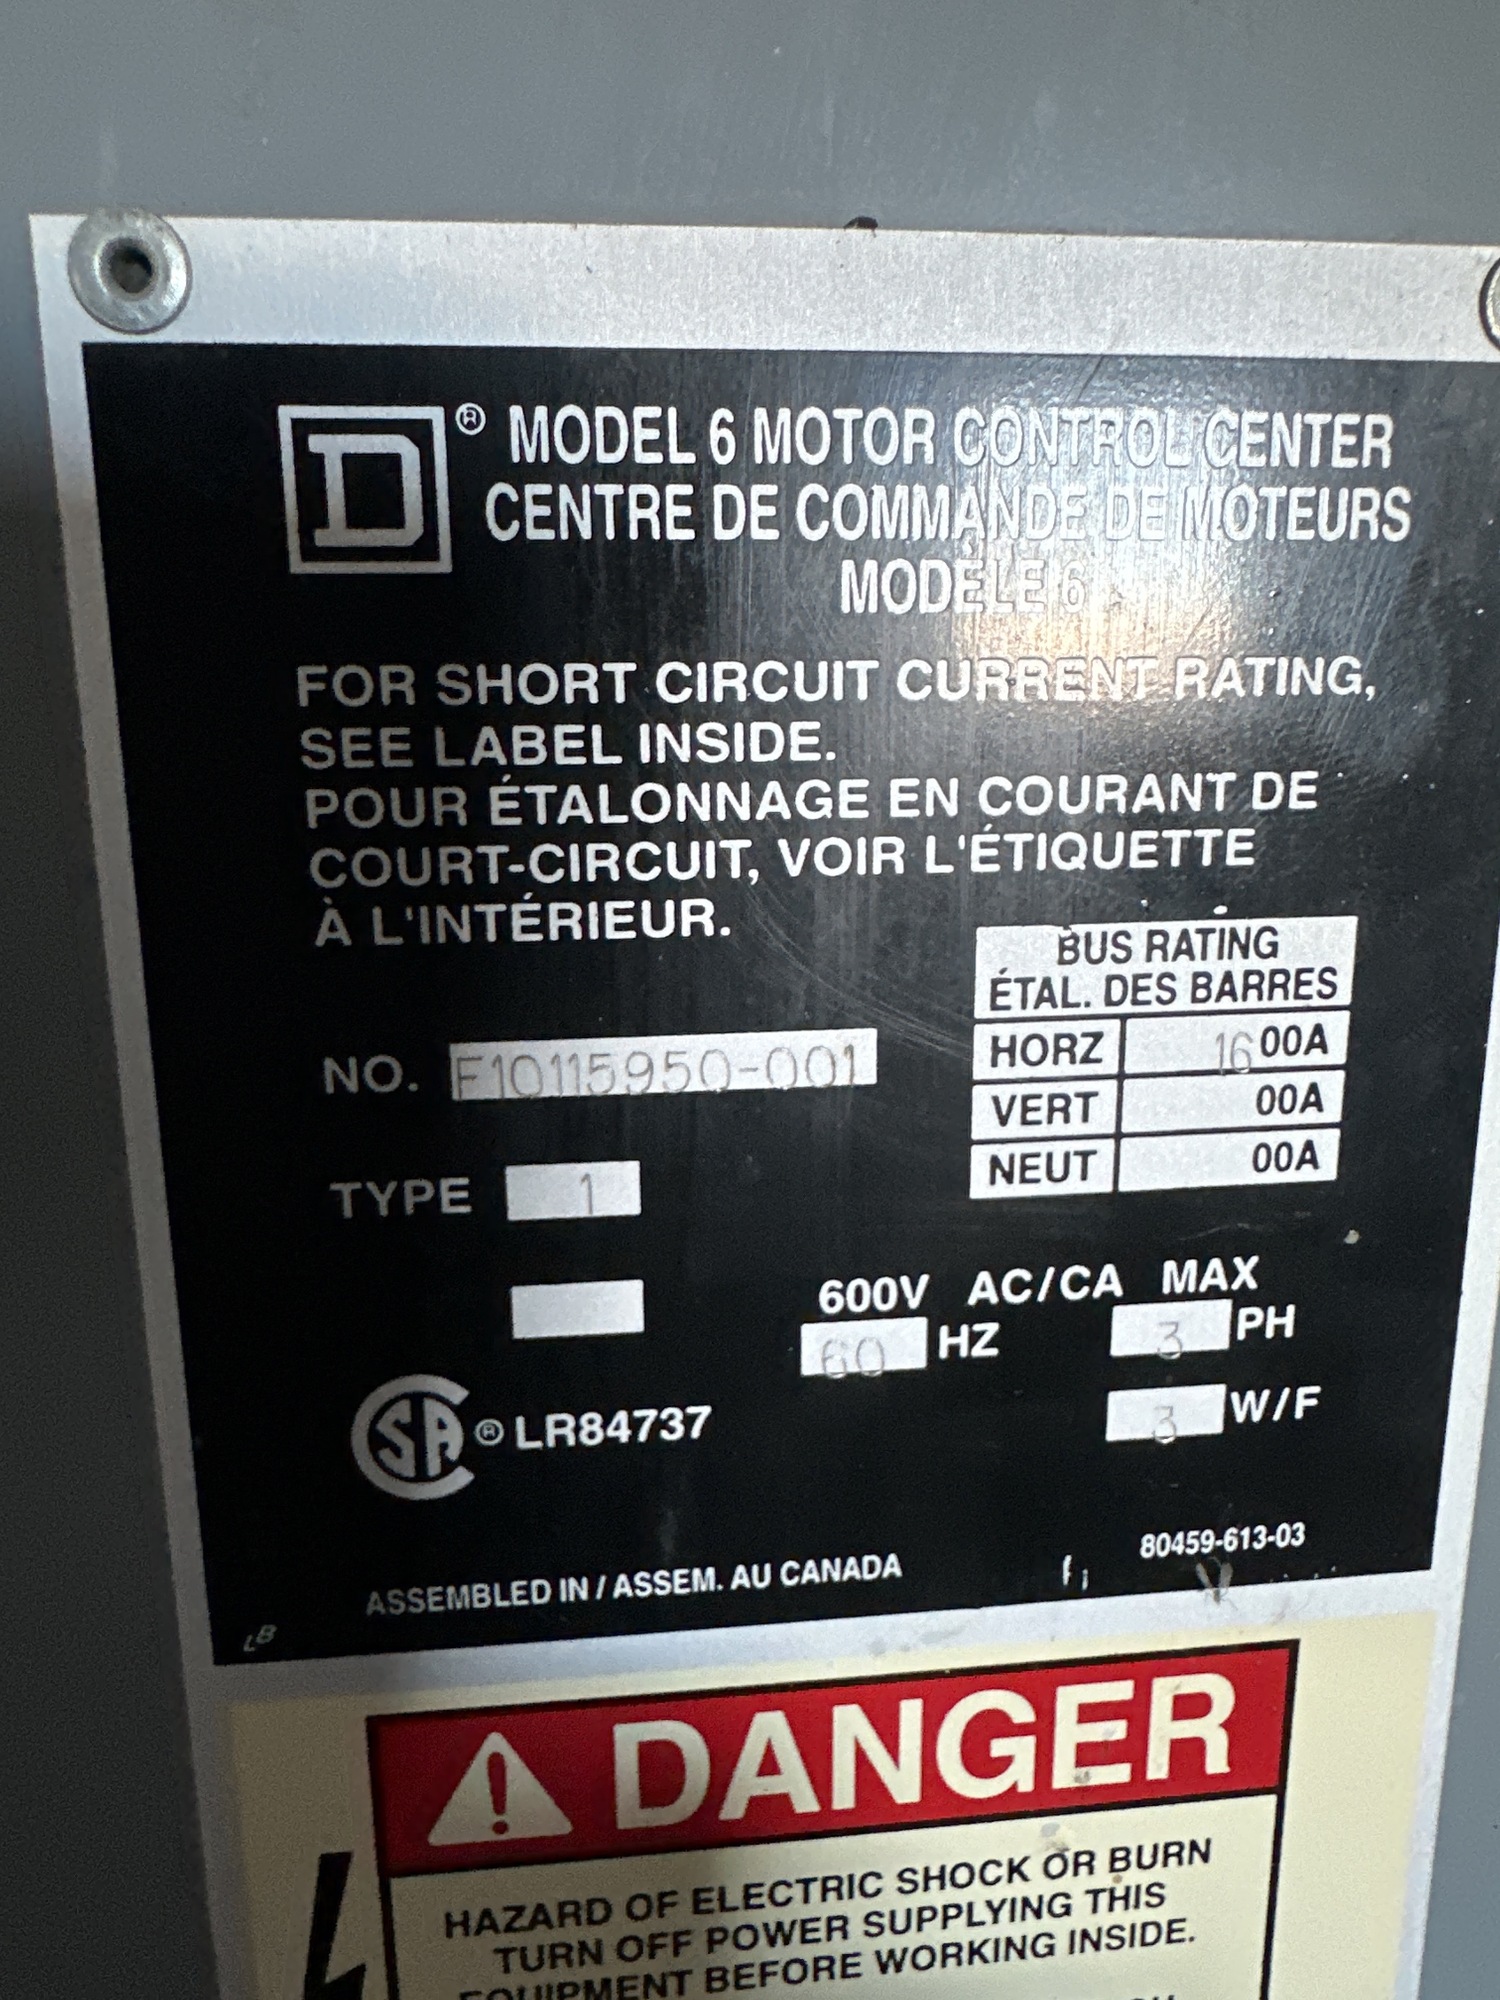 D® MODEL 6 MOTOR CONTROL CENTER
CENTRE DE COMMANDE DE MOTEURS
MODÈLE 6
FOR SHORT CIRCUIT CURRENT RATING,
SEE LABEL INSIDE.
POUR ÉTALONNAGE EN COURANT DE
COURT-CIRCUIT, VOIR L'ÉTIQUETTE
À L'INTÉRIEUR.
BUS RATING
ÉTAL. DES BARRES
HORZ 1600A
VERT 00A
NEUT 00A
NO. F10115950-001
TYPE 1
600V AC/CA MAX
60 HZ 3 PH
3 W/F
CSA ® LR84737
80459-613-03
ASSEMBLED IN / ASSEM. AU CANADA
LB
DANGER
HAZARD OF ELECTRIC SHOCK OR BURN
TURN OFF POWER SUPPLYING THIS
EQUIPMENT BEFORE WORKING INSIDE.